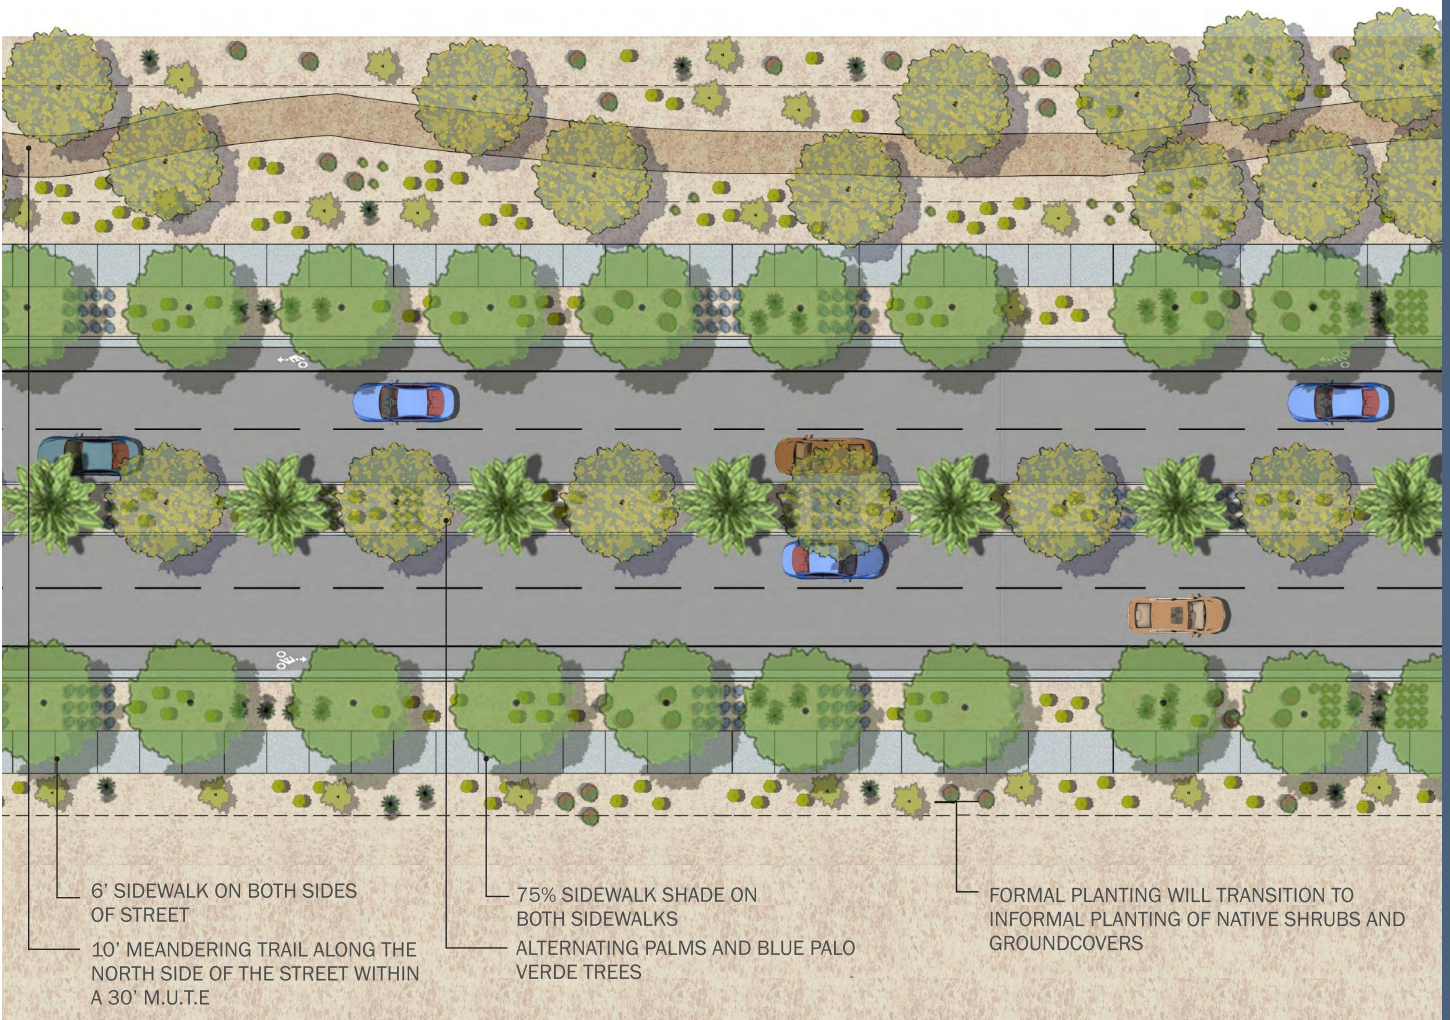 6’ SIDEWALK ON BOTH SIDES
OF STREET
10’ MEANDERING TRAIL ALONG THE
NORTH SIDE OF THE STREET WITHIN
A 30’ M.U.T.E
75% SIDEWALK SHADE ON
BOTH SIDEWALKS
ALTERNATING PALMS AND BLUE PALO
VERDE TREES
FORMAL PLANTING WILL TRANSITION TO
INFORMAL PLANTING OF NATIVE SHRUBS AND
GROUNDCOVERS